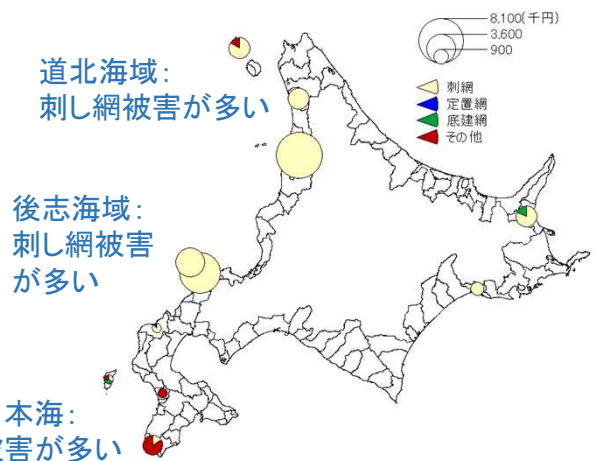 8,100(千円)
3,600
900
刺網
定置網
底建網
その他
道北海域:
刺し網被害が多い
後志海域:
刺し網被害
が多い
本海:
害が多い